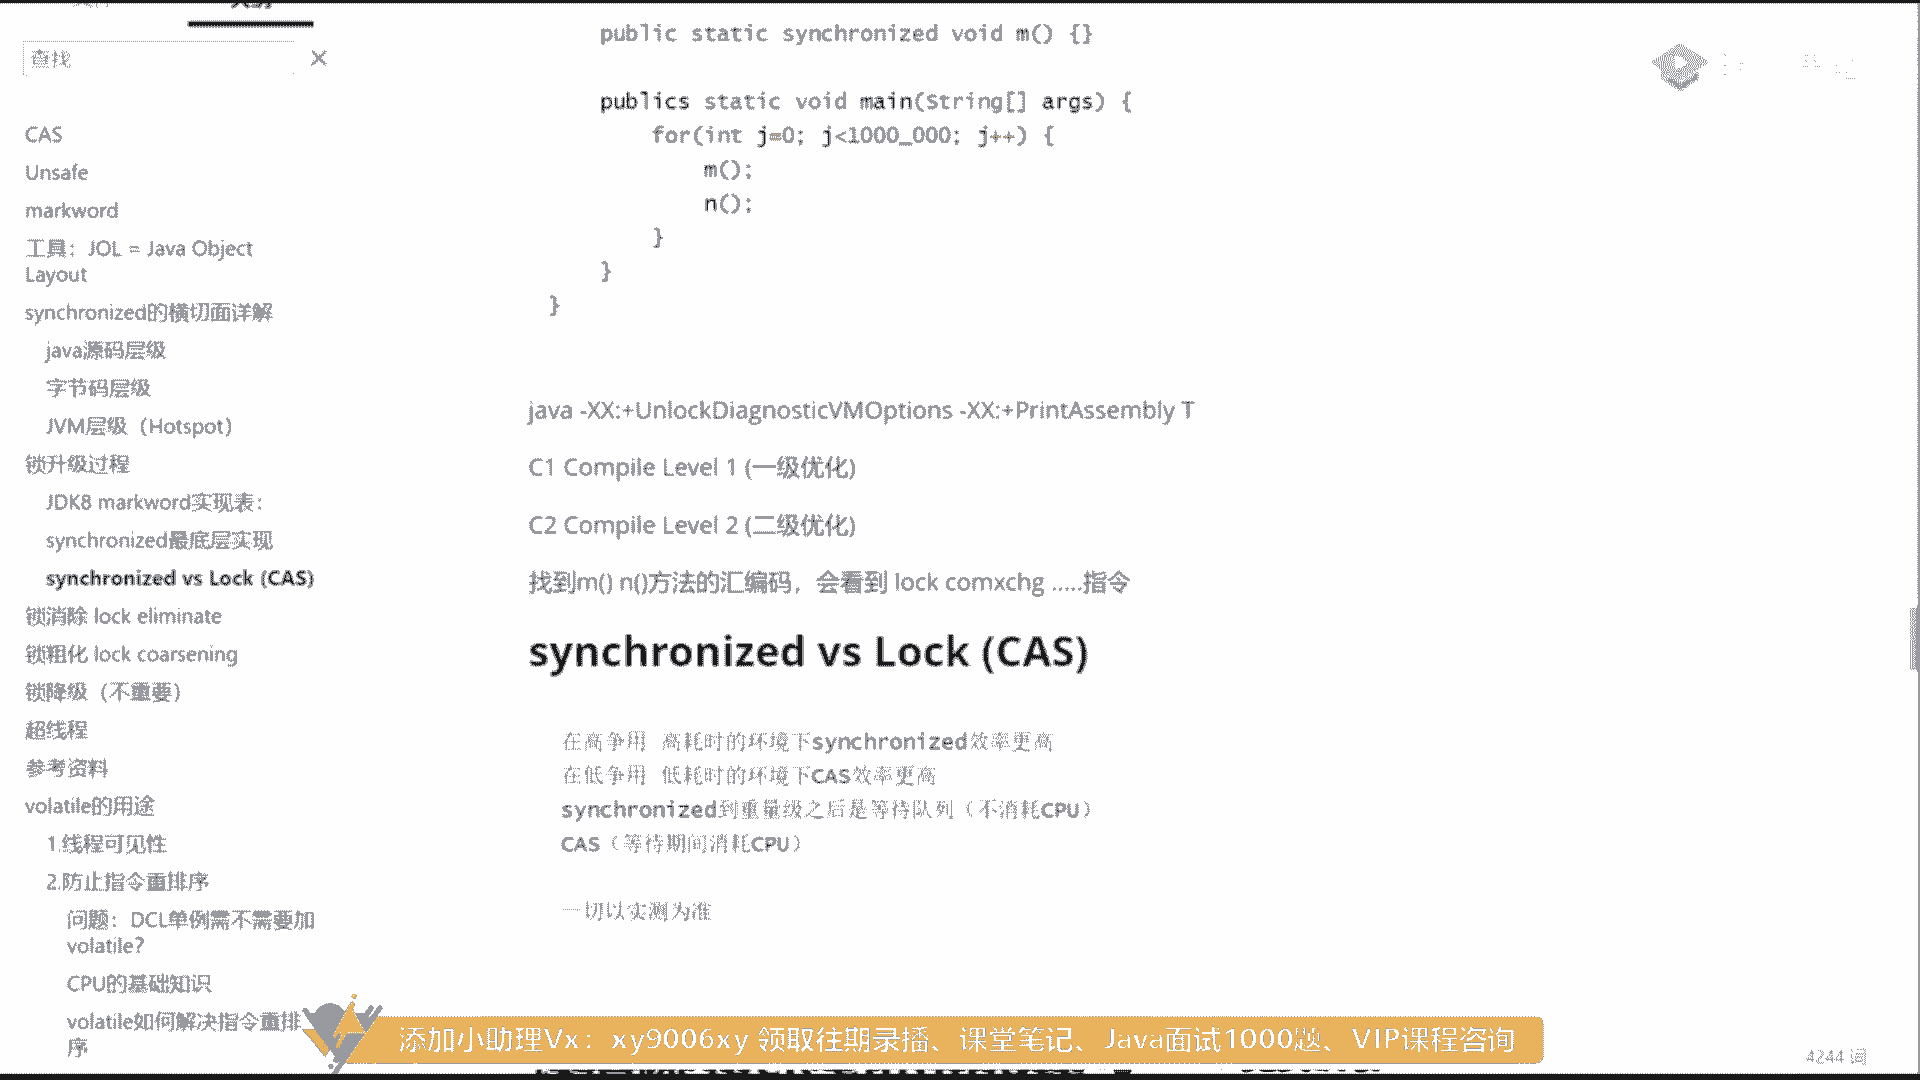 查找
CAS
Unsafe
markword
工具：JOL = Java Object
Layout
synchronized的横切面详解
java源码层级
字节码层级
JVM层级（Hotspot）
锁升级过程
JDK8 markword实现表：
synchronized最底层实现
synchronized vs Lock (CAS)
锁消除 lock eliminate
锁粗化 lock coarsening
锁降级（不重要）
超线程
参考资料
volatile的用途
1.线程可见性
2.防止指令重排序
问题：DCL单例需不需要加
volatile？
CPU的基础知识
volatile如何解决指令重排
序
public static synchronized void m() {}
publics static void main(String[] args) {
for(int j=0; j<1000_000; j++) {
m();
n();
}
}
}
java -XX:+UnlockDiagnosticVMOptions -XX:+PrintAssembly T
C1 Compile Level 1 (一级优化)
C2 Compile Level 2 (二级优化)
找到m() n()方法的汇编码，会看到 lock comxchg .....指令
synchronized vs Lock (CAS)
在高争用 高耗时的环境下synchronized效率更高
在低争用 低耗时的环境下CAS效率更高
synchronized到重量级之后是等待队列（不消耗CPU）
CAS（等待期间消耗CPU）
一切以实测为准
添加小助理Vx：xy9006xy 领取往期录播、课堂笔记、Java面试1000题、VIP课程咨询
4244 词